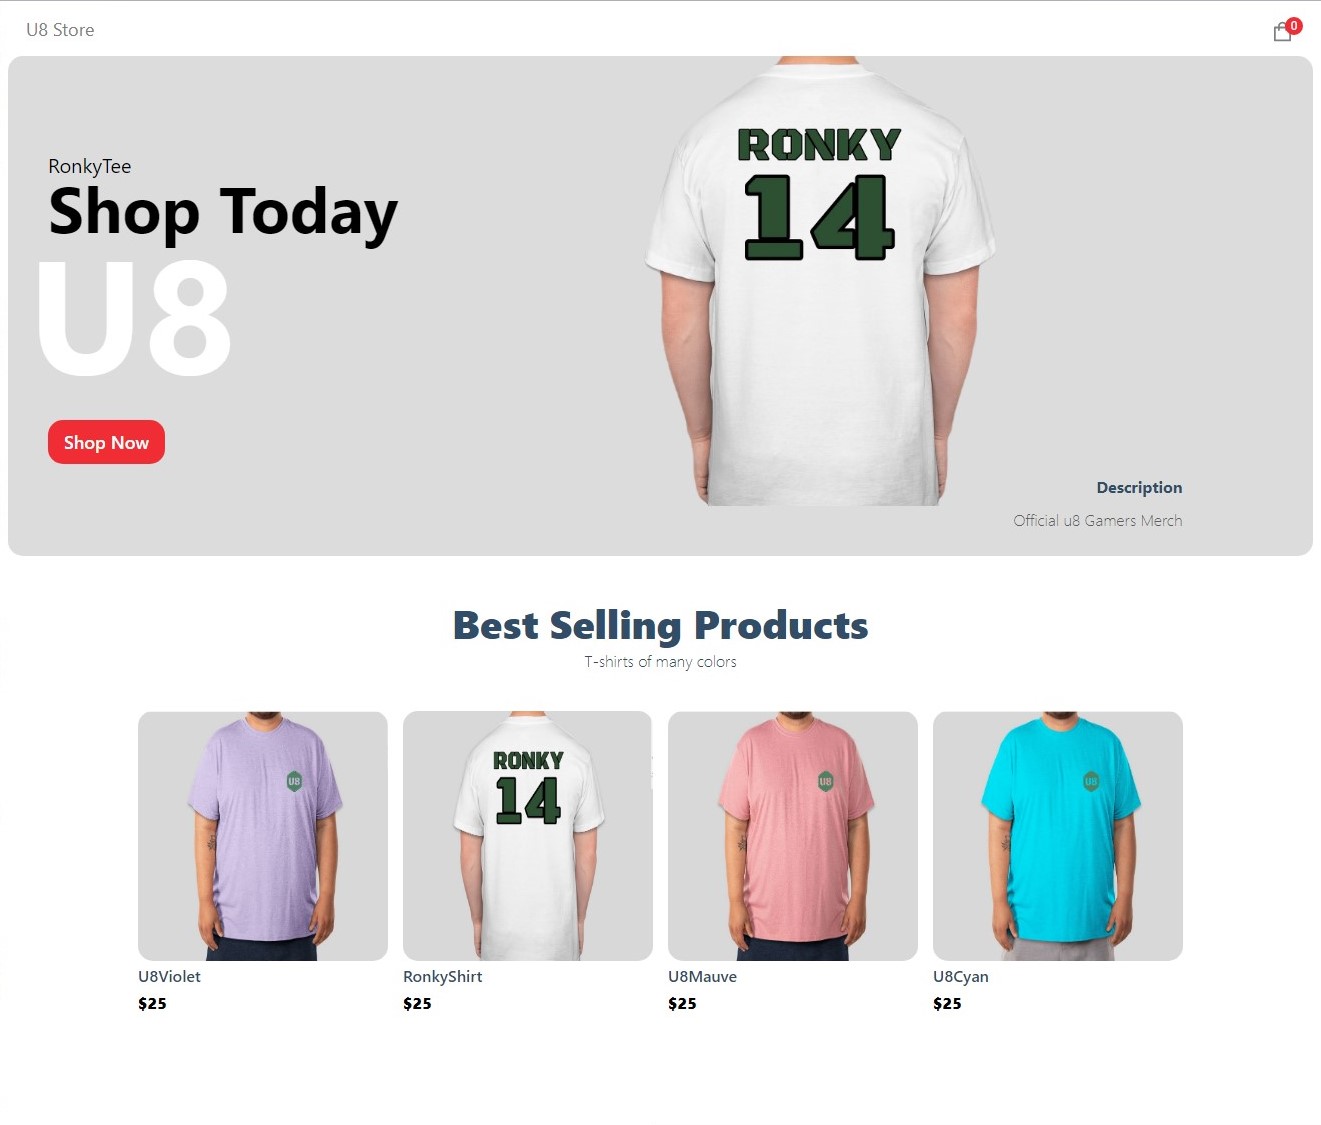 U8 Store
0
RonkyTee
Shop Today
U8
Shop Now
RONKY
14
Description
Official u8 Gamers Merch
Best Selling Products
T-shirts of many colors
U8
RONKY
14
U8
U8
U8Violet
RonkyShirt
U8Mauve
U8Cyan
$25
$25
$25
$25